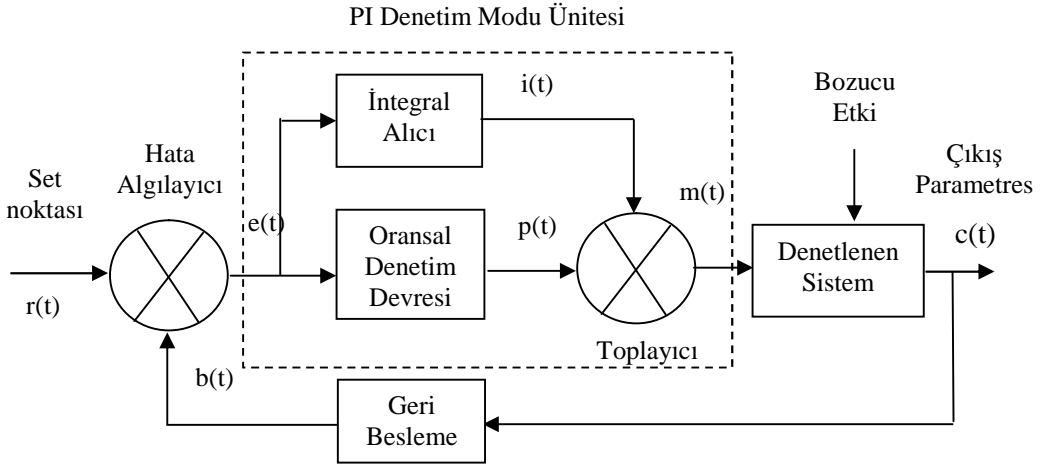 PI Denetim Modu Ünitesi
Set
noktası
r(t)
Hata
Algılayıcı
e(t)
İntegral
Alıcı
i(t)
Oransal
Denetim
Devresi
p(t)
Toplayıcı
m(t)
Bozucu
Etki
Denetlenen
Sistem
Çıkış
Parametres
c(t)
b(t)
Geri
Besleme